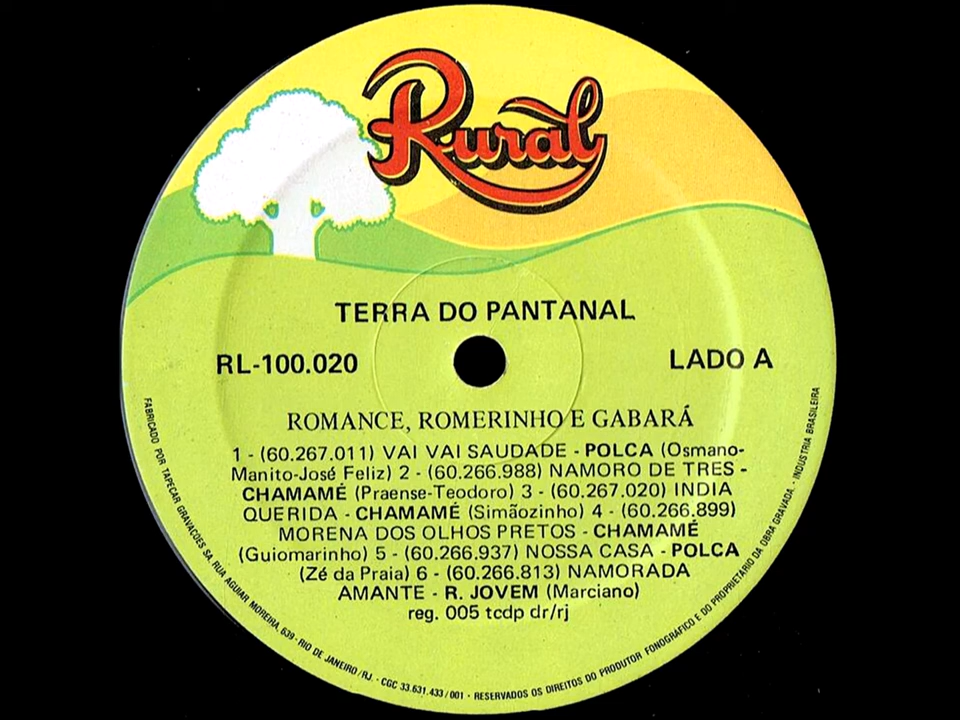 Rural
TERRA DO PANTANAL
RL-100.020
LADO A
ROMANCE, ROMERINHO E GABARÁ
1 - (60.267.011) VAI VAI SAUDADE - POLCA (Osmano-
Manito-José Feliz) 2 - (60.266.988) NAMORO DE TRES -
CHAMAMÉ (Praense-Teodoro) 3 - (60.267.020) INDIA
QUERIDA - CHAMAMÉ (Simãozinho) 4 - (60.266.899)
MORENA DOS OLHOS PRETOS - CHAMAMÉ
(Guiomarinho) 5 - (60.266.937) NOSSA CASA - POLCA
(Zé da Praia) 6 - (60.266.813) NAMORADA
AMANTE - R. JOVEM (Marciano)
reg. 005 tcdp dr/rj
FABRICADO POR TAPECAR GRAVACÕES SA RUA AGUIAR MOREIRA, 639 - RIO DE JANEIRO/RJ. - CGC 33.631.433/001 - RESERVADOS OS DIREITOS DO PRODUTOR FONOGRAFICO E DO PROPRIETARIO DA OBRA GRAVADA - INDUSTRIA BRASILEIRA